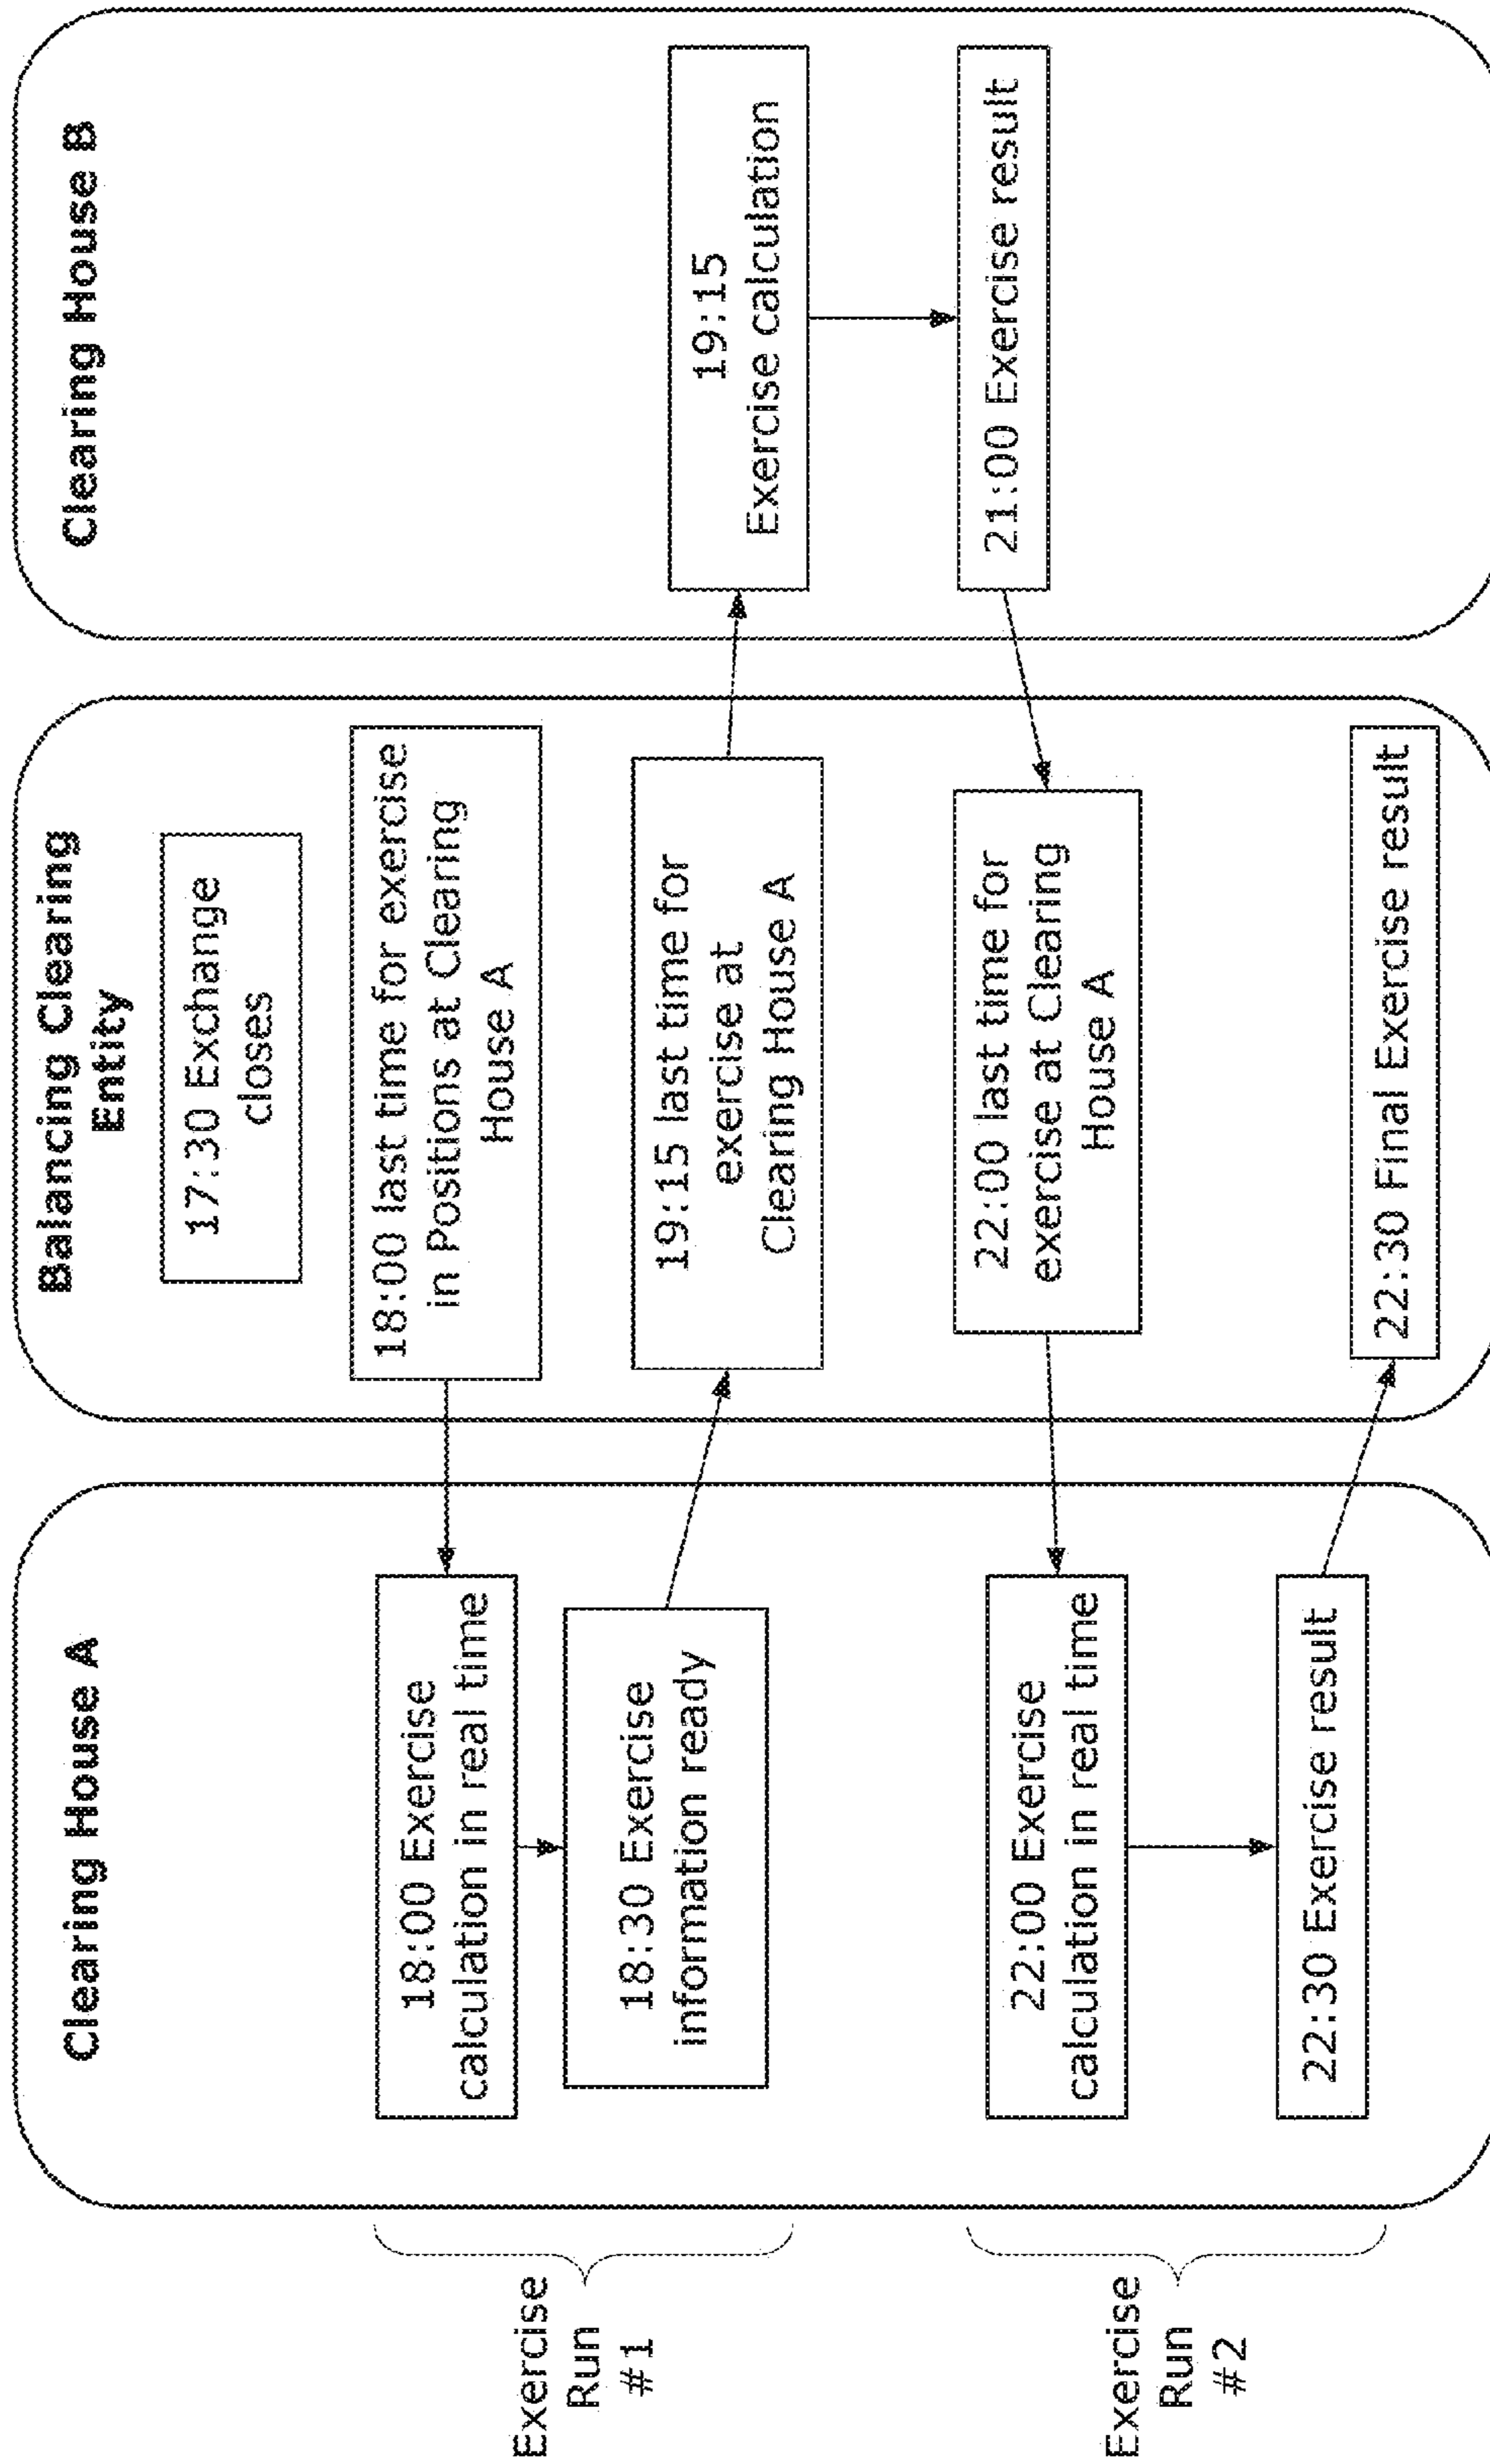 Clearing House A
Balancing Clearing
Entity
Clearing House B
17:30 Exchange
closes
Exercise
Run
#1
18:00 Exercise
calculation in real time
18:00 last time for exercise
in Positions at Clearing
House A
18:30 Exercise
information ready
19:15 last time for
exercise at
Clearing House A
19:15
Exercise calculation
21:00 Exercise result
Exercise
Run
#2
22:00 Exercise
calculation in real time
22:00 last time for
exercise at Clearing
House A
22:30 Exercise result
22:30 Final Exercise result